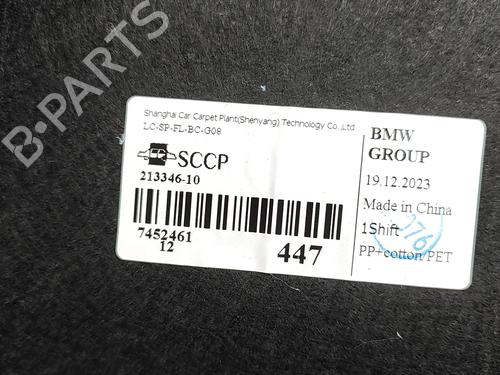 B-PARTS
Shanghai Car Carpet Plant(Shenyang) Technology Co.,Ltd
LC-SP-FL-BC-G08
SCCP
213346-10
7452461
12
447
BMW
GROUP
19.12.2023
Made in China
1Shift
076
PP+cotton/PET